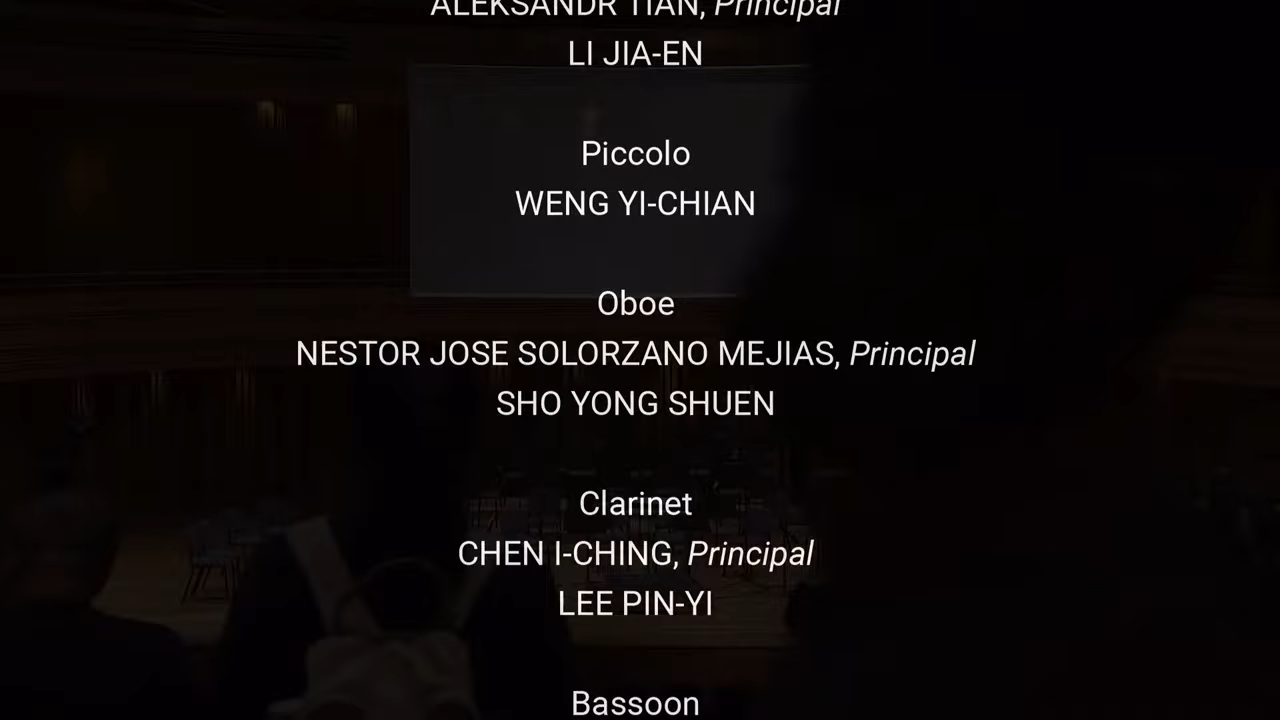 ALEKSANDR TIAN, Principal
LI JIA-EN
Piccolo
WENG YI-CHIAN
Oboe
NESTOR JOSE SOLORZANO MEJIAS, Principal
SHO YONG SHUEN
Clarinet
CHEN I-CHING, Principal
LEE PIN-YI
Bassoon